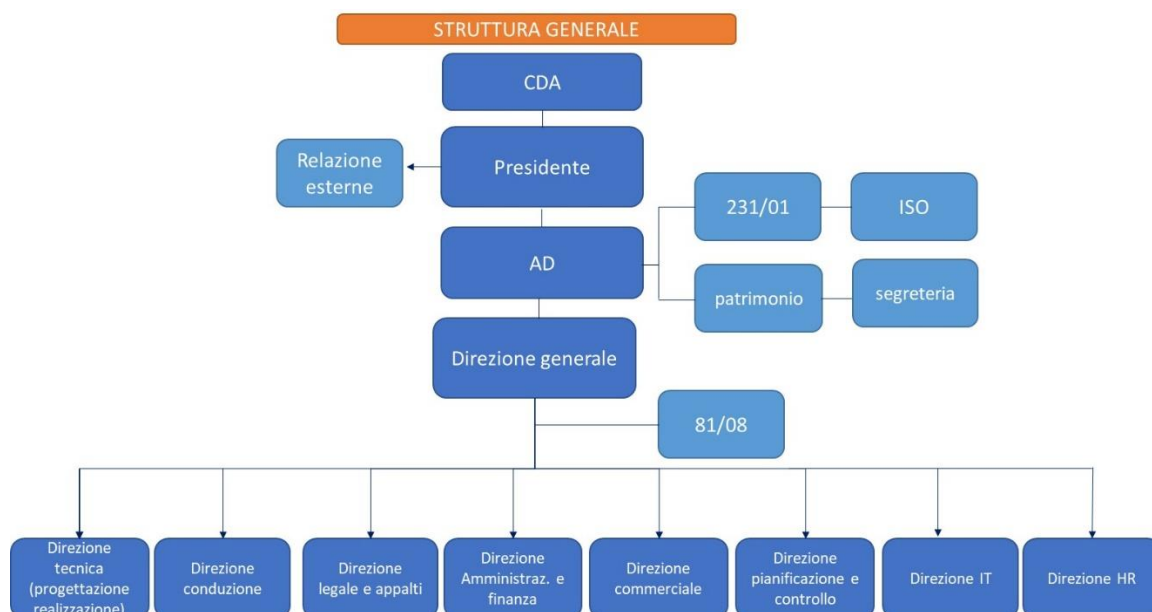 STRUTTURA GENERALE
CDA
Relazione
esterne
Presidente
231/01
ISO
AD
patrimonio
segreteria
Direzione generale
81/08
Direzione
tecnica
(progettazione
realizzazione)
Direzione
conduzione
Direzione
legale e appalti
Direzione
Amministraz. e
finanza
Direzione
commerciale
Direzione
pianificazione e
controllo
Direzione IT
Direzione HR